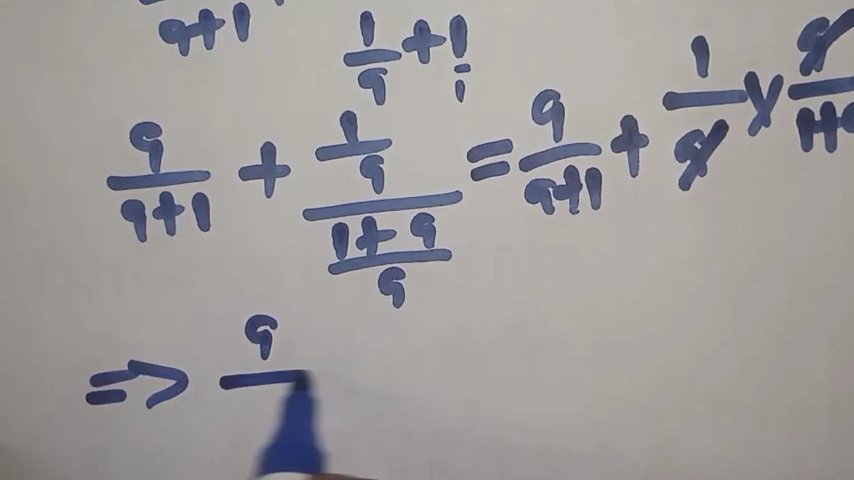 9+1
1/9 + 1/1
9/(9+1) + (1/9)/((1+9)/9) = 9/(9+1) + 1/9 × 9/(1+
=> 9